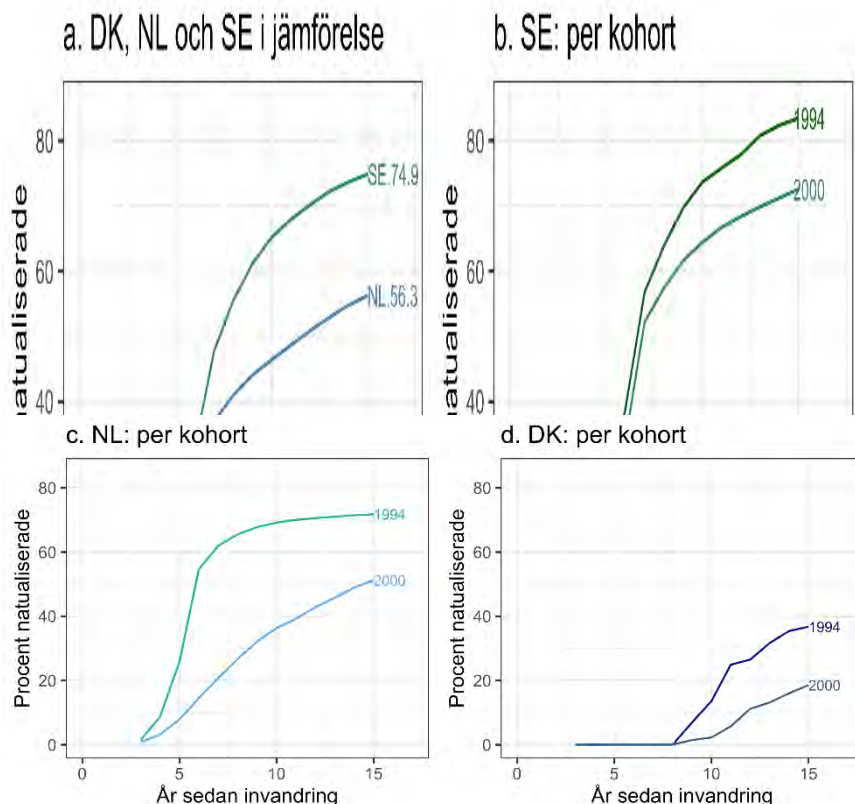 a. DK, NL och SE i jämförelse
80
60
40
natualiserade
SE.74.9
NL.56.3
b. SE: per kohort
80
60
40
natualiserade
1994
2000
c. NL: per kohort
80
60
40
20
0
Procent natualiserade
1994
2000
0 5 10 15
År sedan invandring
d. DK: per kohort
80
60
40
20
0
Procent natualiserade
1994
2000
0 5 10 15
År sedan invandring